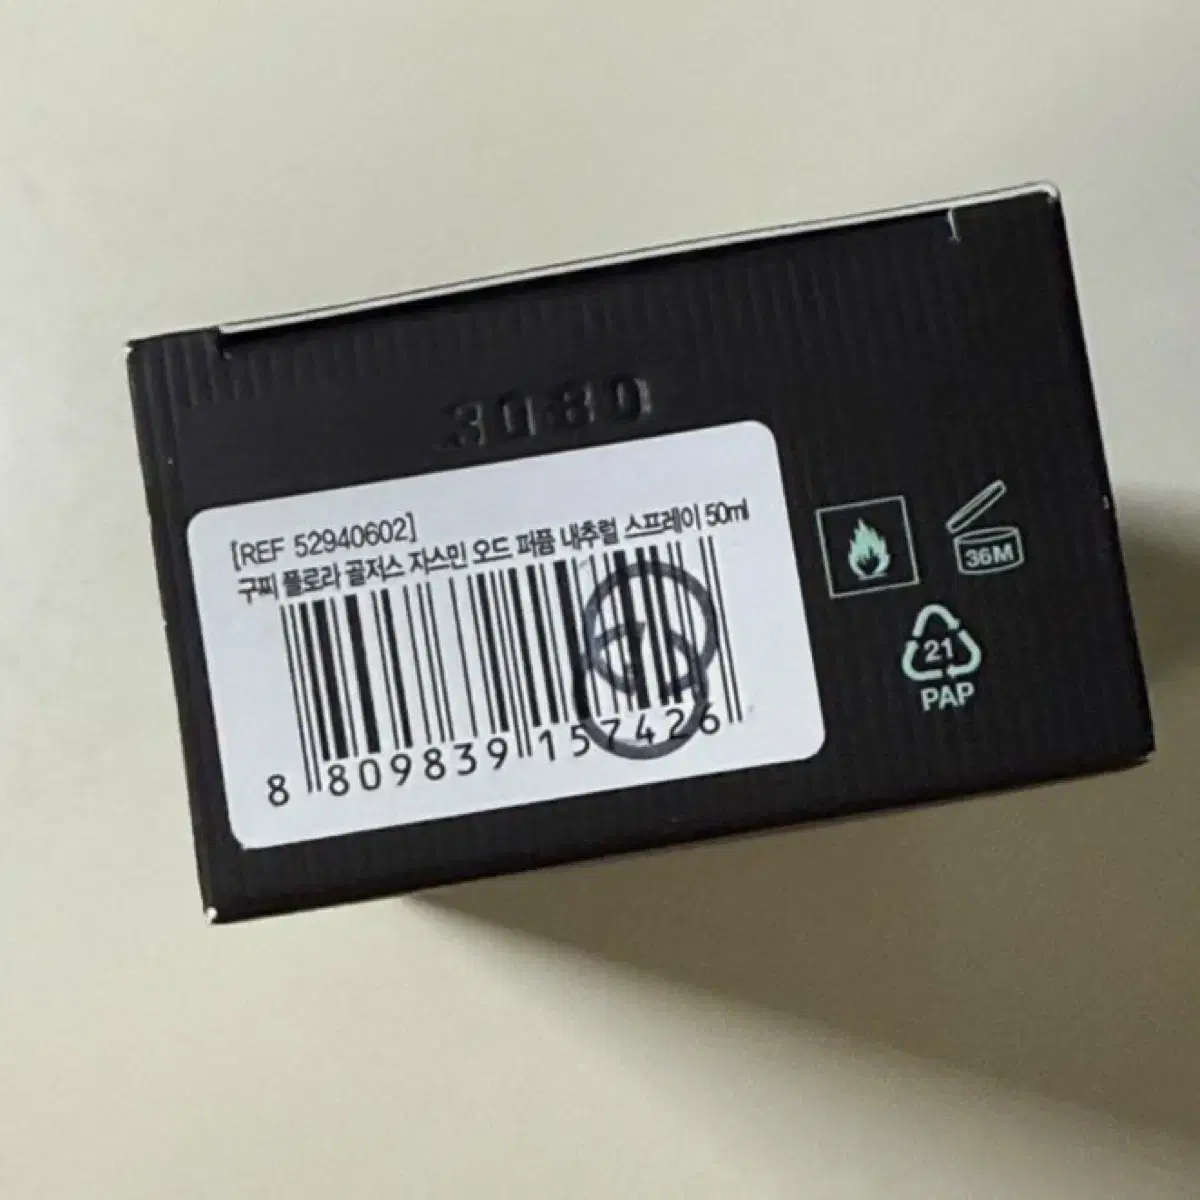 3080
[REF 52940602]
구찌 플로라 골저스 자스민 오드 퍼퓸 내추럴 스프레이 50ml
8 809839 157426
36M
21
PAP